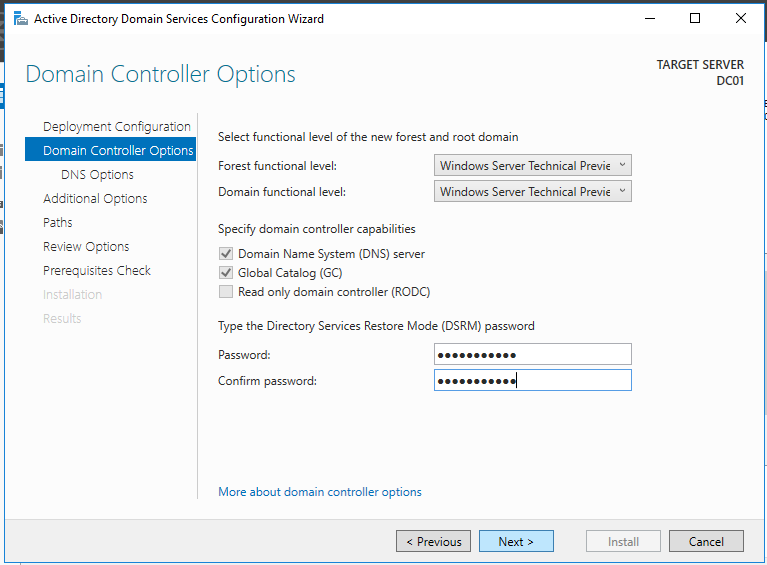 Active Directory Domain Services Configuration Wizard
Domain Controller Options
TARGET SERVER
DC01
Deployment Configuration
Domain Controller Options
DNS Options
Additional Options
Paths
Review Options
Prerequisites Check
Installation
Results
Select functional level of the new forest and root domain
Forest functional level: Windows Server Technical Previe
Domain functional level: Windows Server Technical Previe
Specify domain controller capabilities
Domain Name System (DNS) server
Global Catalog (GC)
Read only domain controller (RODC)
Type the Directory Services Restore Mode (DSRM) password
Password: ●●●●●●●●●●●
Confirm password: ●●●●●●●●●●●
More about domain controller options
< Previous Next > Install Cancel